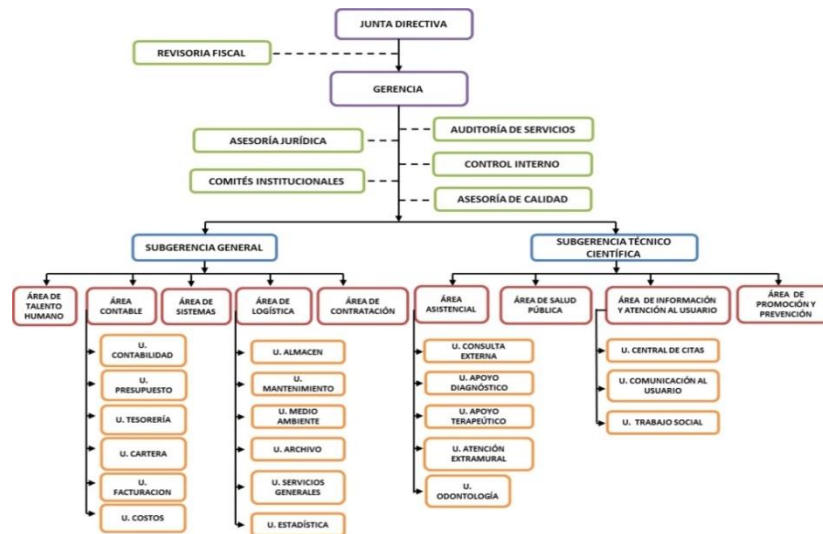 JUNTA DIRECTIVA
REVISORIA FISCAL
GERENCIA
AUDITORÍA DE SERVICIOS
ASESORÍA JURÍDICA
CONTROL INTERNO
COMITÉS INSTITUCIONALES
ASESORÍA DE CALIDAD
SUBGERENCIA GENERAL
SUBGERENCIA TÉCNICO
CIENTÍFICA
ÁREA DE
TALENTO
HUMANO
ÁREA
CONTABLE
ÁREA
DE SISTEMAS
ÁREA DE
LOGÍSTICA
ÁREA DE
CONTRATACIÓN
ÁREA
ASISTENCIAL
ÁREA DE SALUD
PÚBLICA
ÁREA DE INFORMACIÓN
Y ATENCIÓN AL USUARIO
ÁREA DE
PROMOCIÓN Y
PREVENCIÓN
U.
CONTABILIDAD
U.
PRESUPUESTO
U. TESORERÍA
U. CARTERA
U.
FACTURACION
U. COSTOS
U. ALMACEN
U.
MANTENIMIENTO
U. MEDIO
AMBIENTE
U. ARCHIVO
U. SERVICIOS
GENERALES
U. ESTADÍSTICA
U. CONSULTA
EXTERNA
U. APOYO
DIAGNÓSTICO
U. APOYO
TERAPEÚTICO
U. ATENCIÓN
EXTRAMURAL
U.
ODONTOLOGÍA
U. CENTRAL DE CITAS
U. COMUNICACIÓN AL
USUARIO
U. TRABAJO SOCIAL